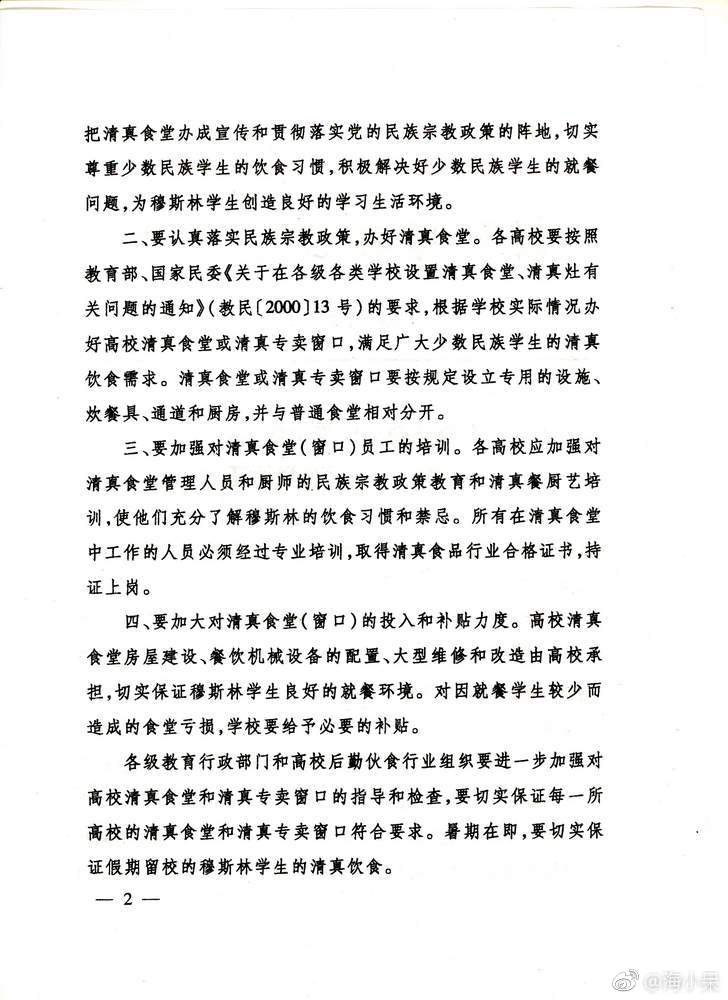 把清真食堂办成宣传和贯彻落实党的民族宗教政策的阵地,切实
尊重少数民族学生的饮食习惯,积极解决好少数民族学生的就餐
问题,为穆斯林学生创造良好的学习生活环境。
二、要认真落实民族宗教政策,办好清真食堂。各高校要按照
教育部、国家民委《关于在各级各类学校设置清真食堂、清真灶有
关问题的通知》(教民〔2000〕13 号)的要求,根据学校实际情况办
好高校清真食堂或清真专卖窗口,满足广大少数民族学生的清真
饮食需求。清真食堂或清真专卖窗口要按规定设立专用的设施、
炊餐具、通道和厨房,并与普通食堂相对分开。
三、要加强对清真食堂(窗口)员工的培训。各高校应加强对
清真食堂管理人员和厨师的民族宗教政策教育和清真餐厨艺培
训,使他们充分了解穆斯林的饮食习惯和禁忌。所有在清真食堂
中工作的人员必须经过专业培训,取得清真食品行业合格证书,持
证上岗。
四、要加大对清真食堂(窗口)的投入和补贴力度。高校清真
食堂房屋建设、餐饮机械设备的配置、大型维修和改造由高校承
担,切实保证穆斯林学生良好的就餐环境。对因就餐学生较少而
造成的食堂亏损,学校要给予必要的补贴。
各级教育行政部门和高校后勤伙食行业组织要进一步加强对
高校清真食堂和清真专卖窗口的指导和检查,要切实保证每一所
高校的清真食堂和清真专卖窗口符合要求。暑期在即,要切实保
证假期留校的穆斯林学生的清真饮食。
— 2 —
@海小呆